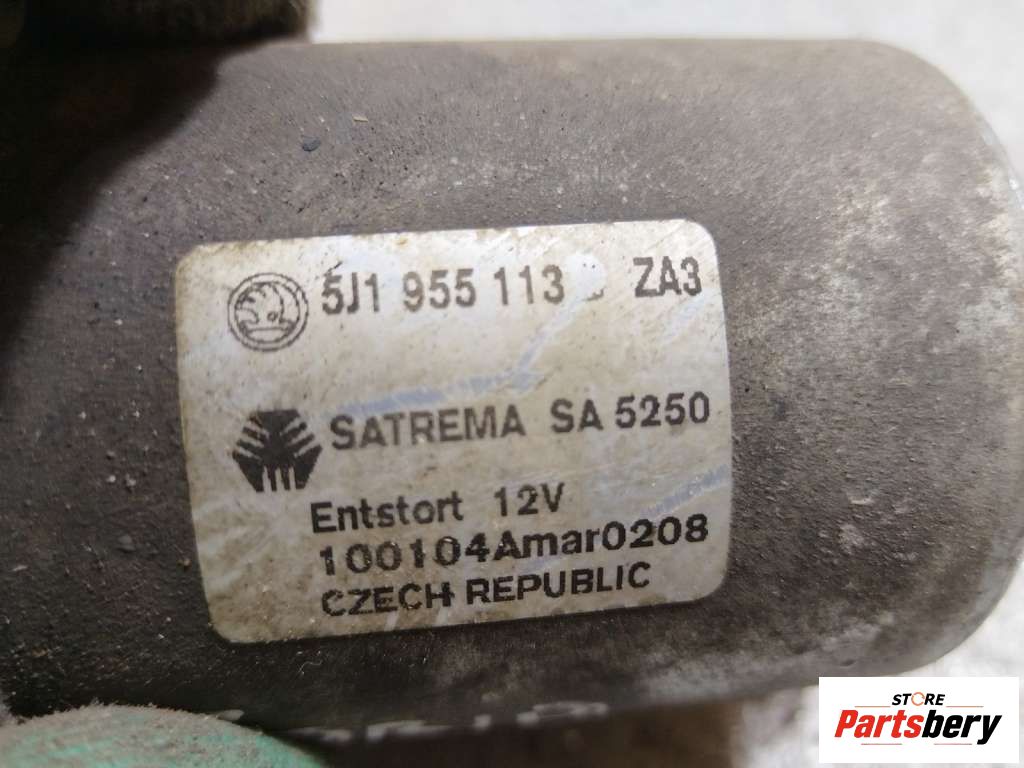 5J1 955 113 ZA3
SATREMA SA 5250
Entstort 12V
100104Amar0208
CZECH REPUBLIC
STORE
Partsbery